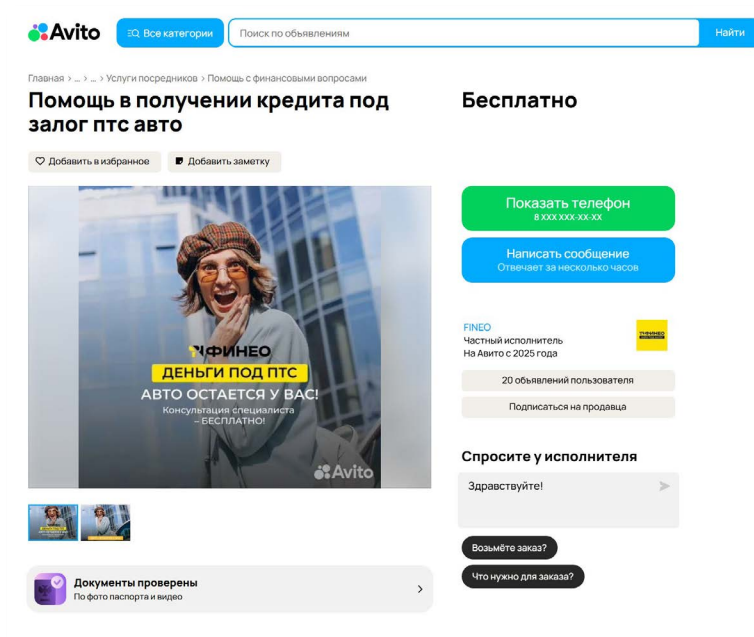 Avito
Все категории
Поиск по объявлениям
Найти
Главная > … > … > Услуги посредников > Помощь с финансовыми вопросами
Помощь в получении кредита под
залог птс авто
Бесплатно
Добавить в избранное
Добавить заметку
ФИНЕО
ДЕНЬГИ ПОД ПТС
АВТО ОСТАЕТСЯ У ВАС!
Консультация специалиста
– БЕСПЛАТНО!
Avito
Показать телефон
8 XXX XXX-XX-XX
Написать сообщение
Отвечает за несколько часов
FINEO
Частный исполнитель
На Авито с 2025 года
ФИНЕО
20 объявлений пользователя
Подписаться на продавца
Спросите у исполнителя
Здравствуйте!
Возьмёте заказ?
Что нужно для заказа?
Документы проверены
По фото паспорта и видео